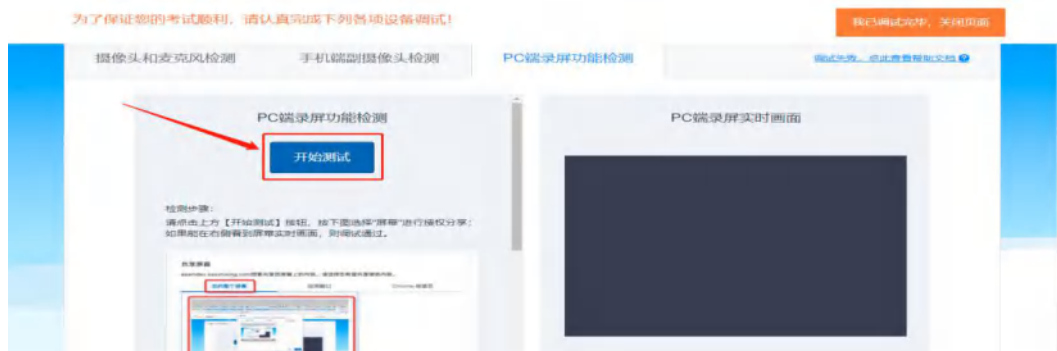 为了保证您的考试顺利，请认真完成下列各项设备调试！
我已调试完毕，关闭页面
摄像头和麦克风检测
手机端副摄像头检测
PC端录屏功能检测
调试失败，点此查看帮助文档
PC端录屏功能检测
PC端录屏实时画面
开始测试
检测步骤：
请点击上方【开始测试】按钮，按下图选择“屏幕”进行授权分享；
如果能在右侧看到屏幕实时画面，则调试通过。
共享屏幕